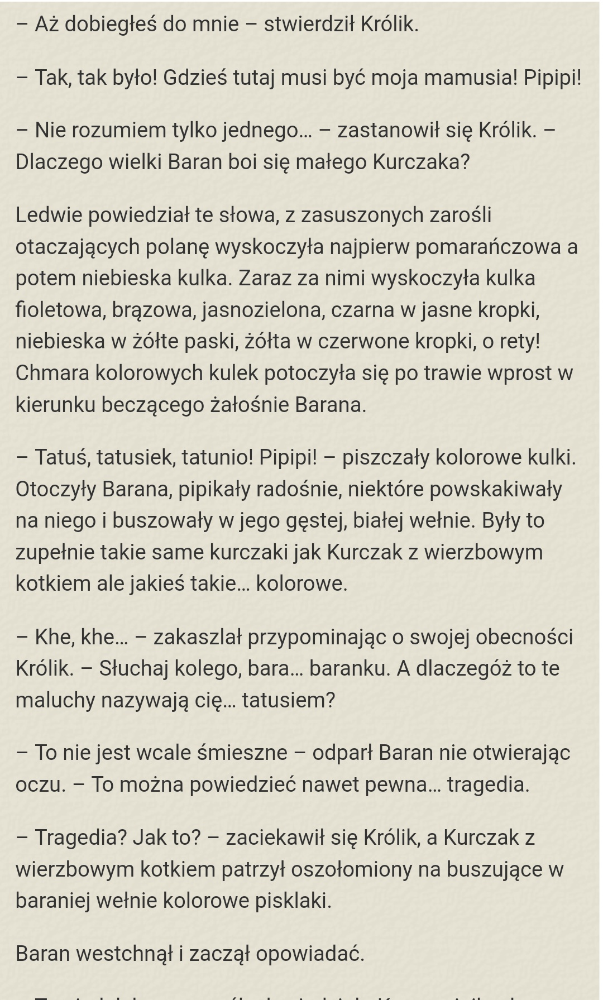 – Aż dobiegłeś do mnie – stwierdził Królik.
– Tak, tak było! Gdzieś tutaj musi być moja mamusia! Pipipi!
– Nie rozumiem tylko jednego… – zastanowił się Królik. –
Dlaczego wielki Baran boi się małego Kurczaka?
Ledwie powiedział te słowa, z zasuszonych zarośli
otaczających polanę wyskoczyła najpierw pomarańczowa a
potem niebieska kulka. Zaraz za nimi wyskoczyła kulka
fioletowa, brązowa, jasnozielona, czarna w jasne kropki,
niebieska w żółte paski, żółta w czerwone kropki, o rety!
Chmara kolorowych kulek potoczyła się po trawie wprost w
kierunku beczącego żałośnie Barana.
– Tatuś, tatusiek, tatunio! Pipipi! – piszczały kolorowe kulki.
Otoczyły Barana, pipikały radośnie, niektóre powskakiwały
na niego i buszowały w jego gęstej, białej wełnie. Były to
zupełnie takie same kurczaki jak Kurczak z wierzbowym
kotkiem ale jakieś takie… kolorowe.
– Khe, khe… – zakaszlał przypominając o swojej obecności
Królik. – Słuchaj kolego, bara… baranku. A dlaczegóż to te
maluchy nazywają cię… tatusiem?
– To nie jest wcale śmieszne – odparł Baran nie otwierając
oczu. – To można powiedzieć nawet pewna… tragedia.
– Tragedia? Jak to? – zaciekawił się Królik, a Kurczak z
wierzbowym kotkiem patrzył oszołomiony na buszujące w
baraniej wełnie kolorowe pisklaki.
Baran westchnął i zaczął opowiadać.